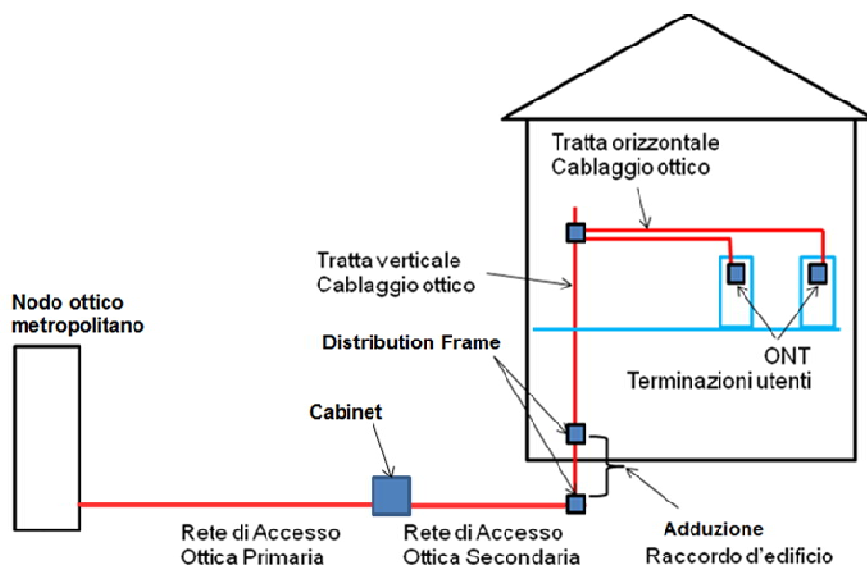 Tratta orizzontale
Cablaggio ottico
Tratta verticale
Cablaggio ottico
Nodo ottico
metropolitano
Distribution Frame
ONT
Terminazioni utenti
Cabinet
Rete di Accesso
Ottica Primaria
Rete di Accesso
Ottica Secondaria
Adduzione
Raccordo d'edificio